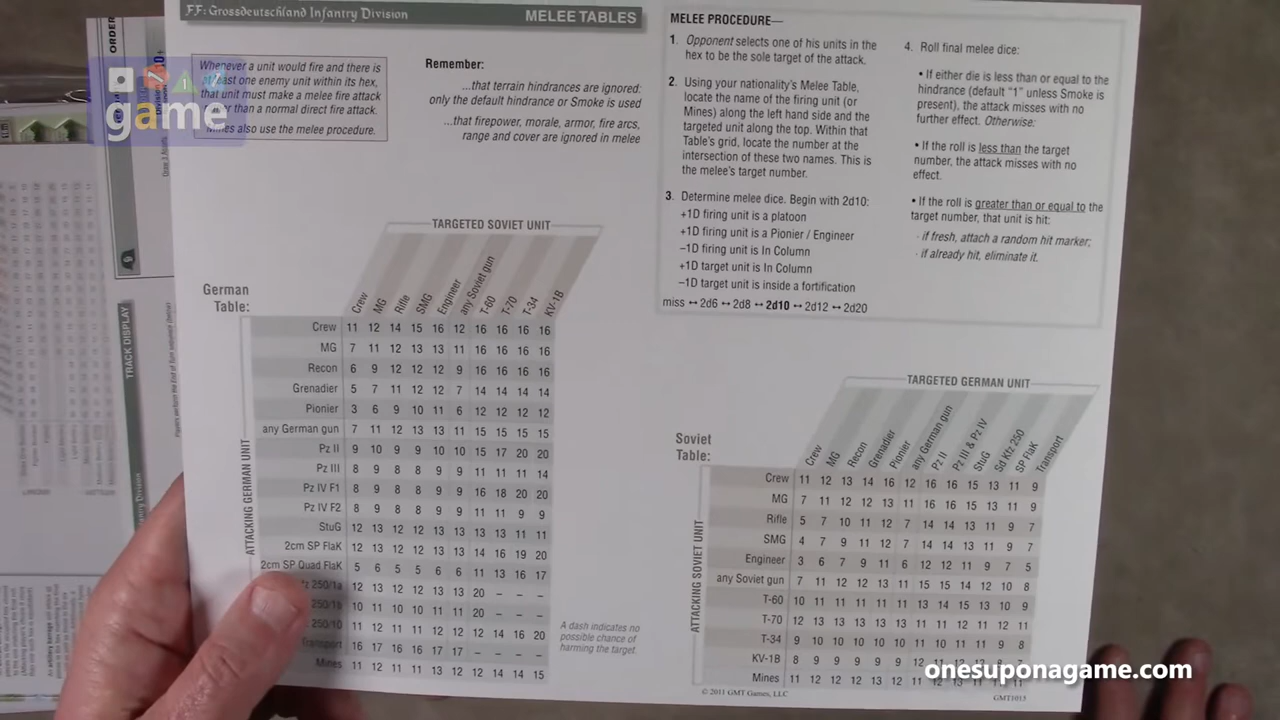 FF: Grossdeutschland Infantry Division
MELEE TABLES
Whenever a unit would fire and there is
at least one enemy unit within its hex,
that unit must make a melee fire attack
than a normal direct fire attack.
Mines also use the melee procedure.
game
Remember:
...that terrain hindrances are ignored:
only the default hindrance or Smoke is used
...that firepower, morale, armor, fire arcs,
range and cover are ignored in melee
MELEE PROCEDURE—
1. Opponent selects one of his units in the
hex to be the sole target of the attack.
2. Using your nationality's Melee Table,
locate the name of the firing unit (or
Mines) along the left hand side and the
targeted unit along the top. Within that
Table's grid, locate the number at the
intersection of these two names. This is
the melee's target number.
3. Determine melee dice. Begin with 2d10:
+1D firing unit is a platoon
+1D firing unit is a Pionier / Engineer
–1D firing unit is In Column
+1D target unit is In Column
–1D target unit is inside a fortification
miss ↔ 2d6 ↔ 2d8 ↔ 2d10 ↔ 2d12 ↔ 2d20
4. Roll final melee dice:
• If either die is less than or equal to the
hindrance (default "1" unless Smoke is
present), the attack misses with no
further effect. Otherwise:
• If the roll is less than the target
number, the attack misses with no
effect.
• If the roll is greater than or equal to the
target number, that unit is hit:
· if fresh, attach a random hit marker;
· if already hit, eliminate it.
German
Table:
TARGETED SOVIET UNIT
Crew MG Rifle SMG Engineer any Soviet gun T-60 T-70 T-34 KV-1B
ATTACKING GERMAN UNIT
Crew 11 12 14 15 16 12 16 16 16 16
MG 7 11 12 13 13 11 16 16 16 16
Recon 6 9 12 12 12 9 16 16 16 16
Grenadier 5 7 11 12 12 7 14 14 14 14
Pionier 3 6 9 10 11 6 12 12 12 12
any German gun 7 11 12 13 13 11 15 15 15 15
Pz II 9 10 9 9 10 10 15 17 20 20
Pz III 8 9 8 8 9 9 11 11 11 14
Pz IV F1 8 9 8 8 9 9 16 18 20 20
Pz IV F2 8 9 8 8 9 9 11 11 9 9
StuG 12 13 12 12 13 13 13 13 11 11
2cm SP FlaK 12 13 12 12 13 13 14 16 19 20
2cm SP Quad FlaK 5 6 5 5 6 6 11 13 16 17
250/1a 12 13 12 12 13 13 20 – – –
250/1b 10 11 10 10 11 11 20 – – –
250/10 11 12 11 11 12 12 12 14 16 20
Transport 16 17 16 16 17 17 – – – –
Mines 11 12 11 11 13 12 12 14 14 15
A dash indicates no
possible chance of
harming the target.
Soviet
Table:
TARGETED GERMAN UNIT
Crew MG Recon Grenadier Pionier any German gun Pz II Pz III & Pz IV StuG Sd Kfz 250 SP FlaK Transport
ATTACKING SOVIET UNIT
Crew 11 12 13 14 16 12 16 16 15 13 11 9
MG 7 11 12 12 13 11 16 16 15 13 11 9
Rifle 5 7 10 11 12 7 14 14 13 11 9 7
SMG 4 7 9 11 12 7 14 14 13 11 9 7
Engineer 3 6 7 9 11 6 12 12 11 9 7 5
any Soviet gun 7 11 12 12 13 11 15 15 14 12 10 8
T-60 10 11 11 11 11 11 13 14 15 13 10 9
T-70 12 13 13 13 13 13 11 11 12 11 12 11
T-34 9 10 10 10 10 10 11 10 11 11 9
KV-1B 8 9 9 9 9 9 12
Mines 11 12 12 12 13 12 11
© 2011 GMT Games, LLC
GMT1015
onesuponagame.com
ORDER
TRACK DISPLAY